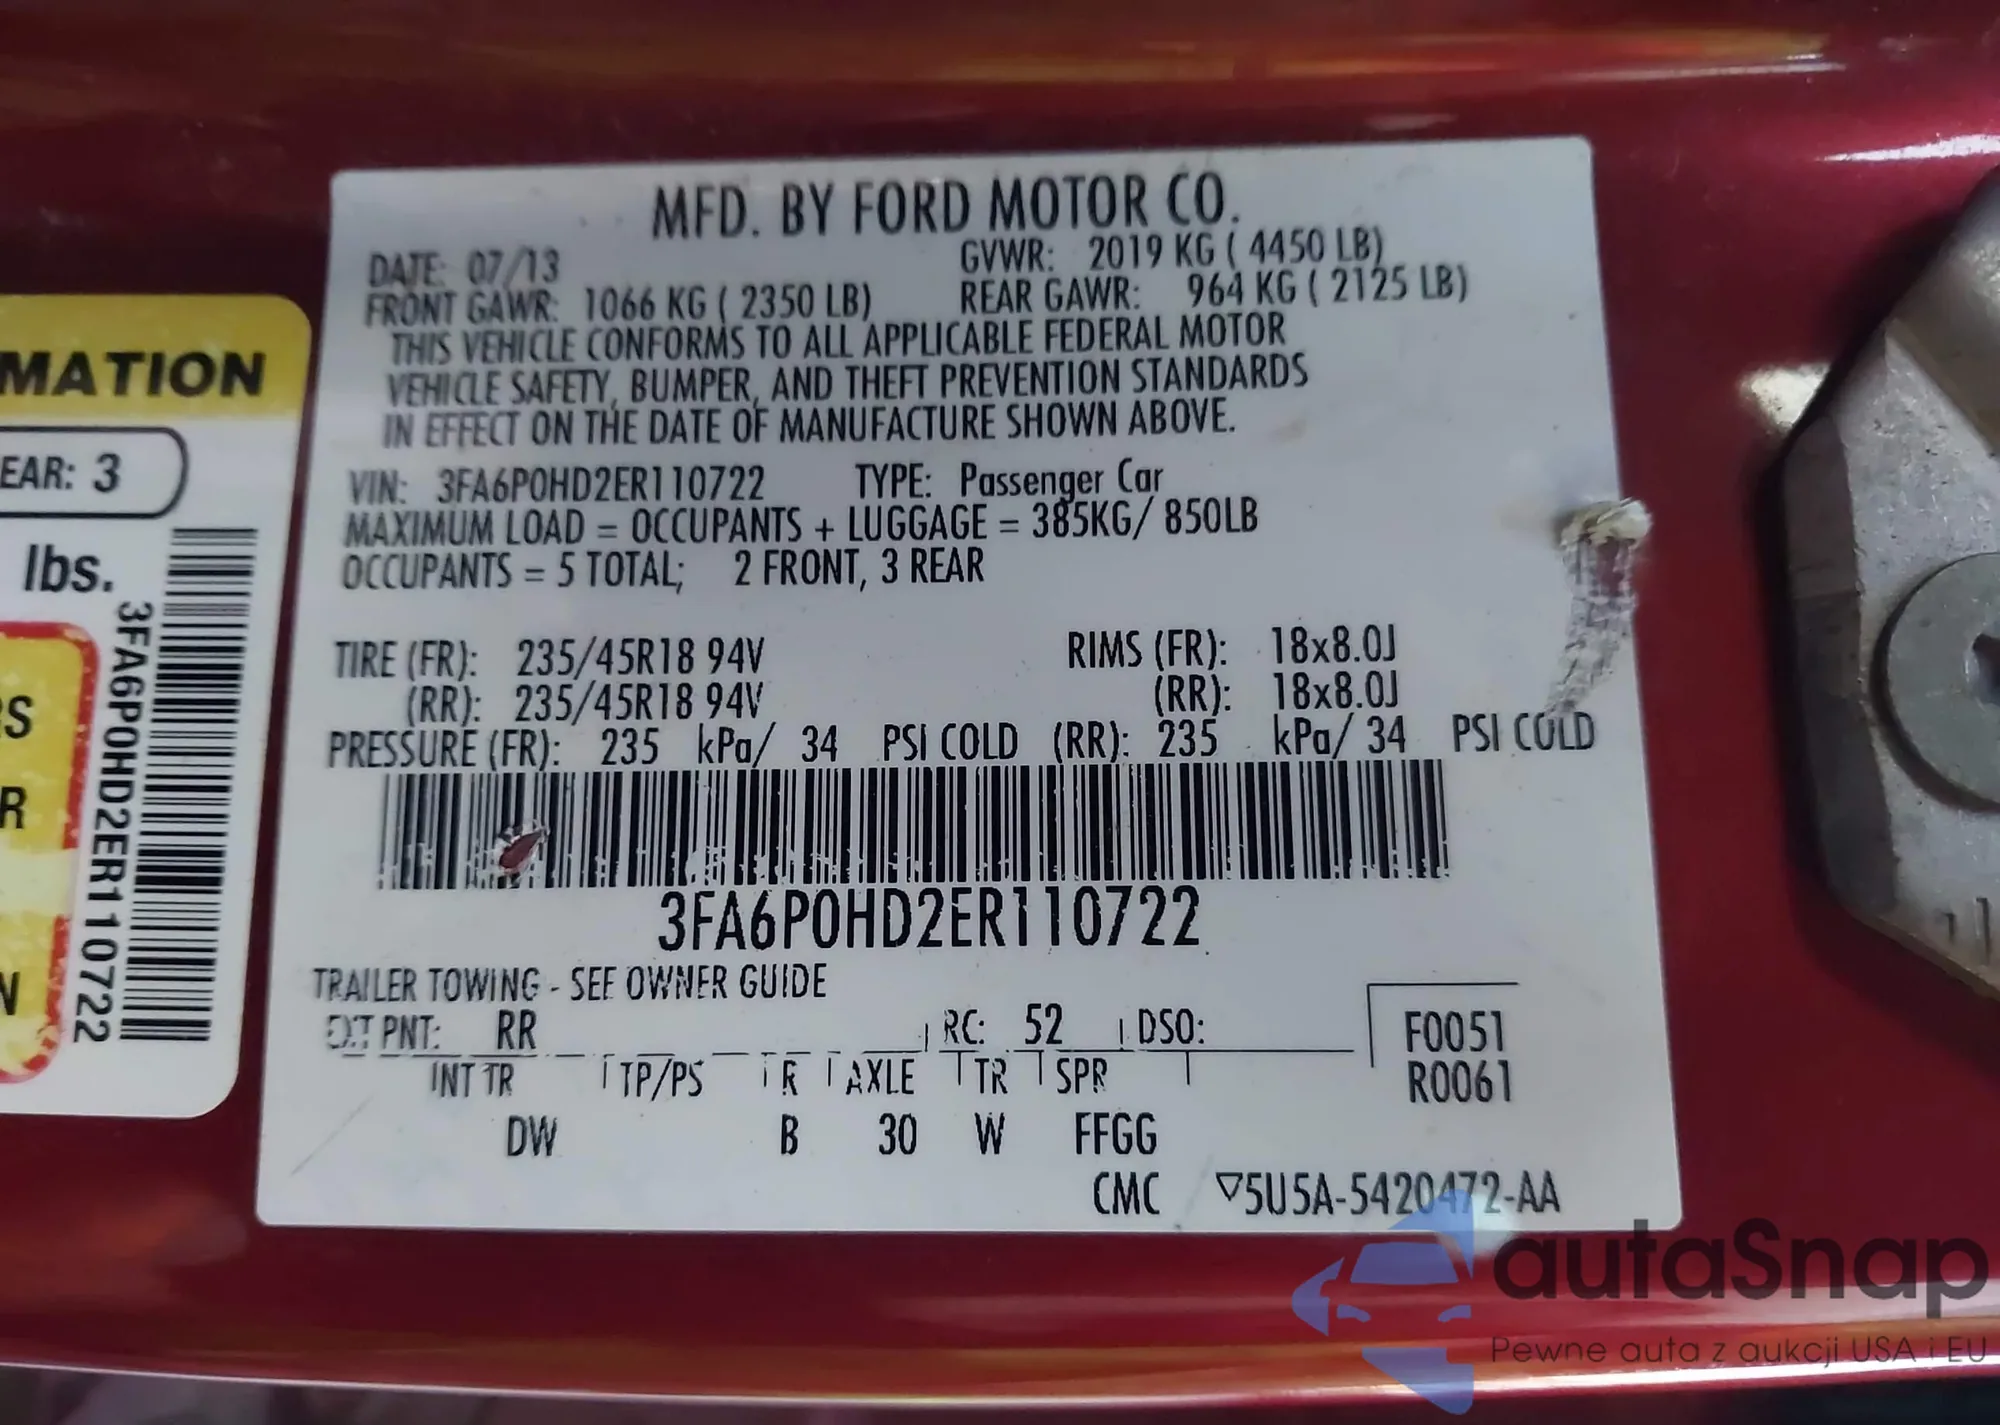 MATION
EAR: 3
lbs.
3FA6P0HD2ER110722
RS
R
N
MFD. BY FORD MOTOR CO.
DATE: 07/13 GVWR: 2019 KG ( 4450 LB)
FRONT GAWR: 1066 KG ( 2350 LB) REAR GAWR: 964 KG ( 2125 LB)
THIS VEHICLE CONFORMS TO ALL APPLICABLE FEDERAL MOTOR
VEHICLE SAFETY, BUMPER, AND THEFT PREVENTION STANDARDS
IN EFFECT ON THE DATE OF MANUFACTURE SHOWN ABOVE.
VIN: 3FA6P0HD2ER110722 TYPE: Passenger Car
MAXIMUM LOAD = OCCUPANTS + LUGGAGE = 385KG/ 850LB
OCCUPANTS = 5 TOTAL; 2 FRONT, 3 REAR
TIRE (FR): 235/45R18 94V RIMS (FR): 18x8.0J
(RR): 235/45R18 94V (RR): 18x8.0J
PRESSURE (FR): 235 kPa/ 34 PSI COLD (RR): 235 kPa/ 34 PSI COLD
3FA6P0HD2ER110722
TRAILER TOWING - SEE OWNER GUIDE
EXT PNT: RR RC: 52 DSO: F0051
INT TR TP/PS R AXLE TR SPR R0061
DW B 30 W FFGG
CMC ▽5U5A-5420472-AA
autaSnap
Pewne auta z aukcji USA i EU